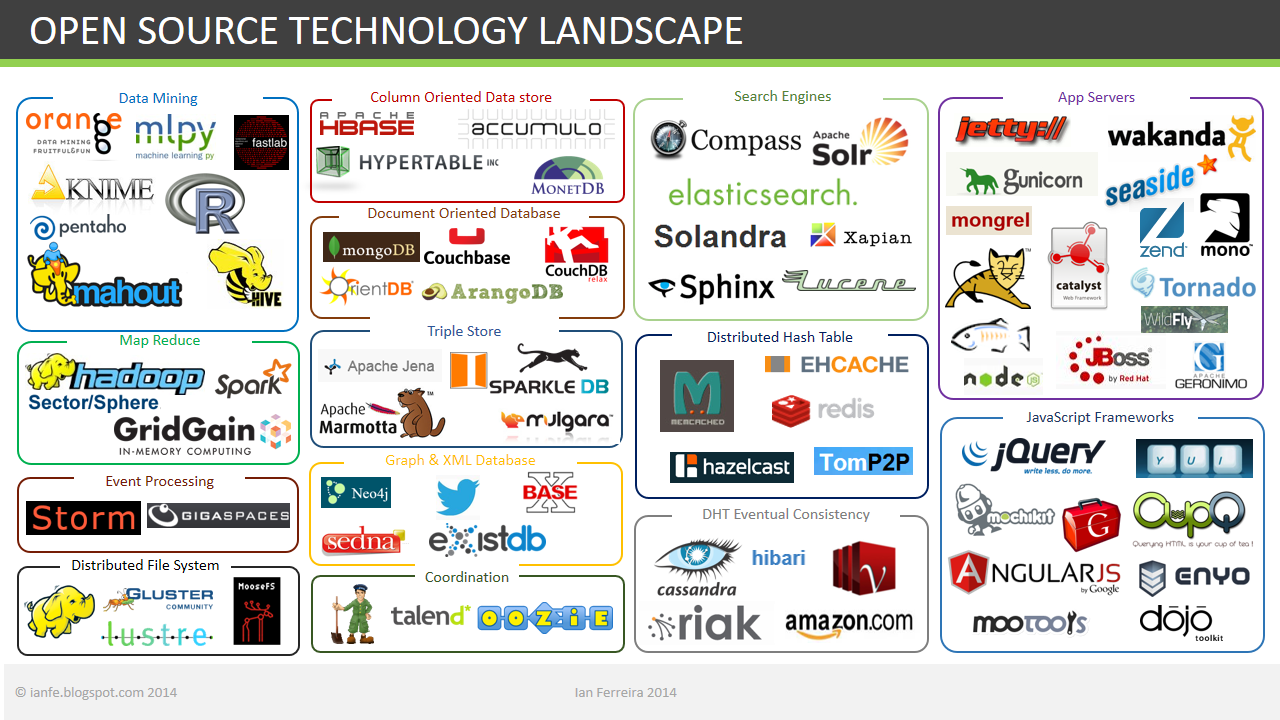 OPEN SOURCE TECHNOLOGY LANDSCAPE
Data Mining
orange
DATA MINING
FRUITFUL&FUN
mlpy
machine learning py
fastlab
KNIME
R
pentaho
mahout
HIVE
Map Reduce
hadoop
Spark
Sector/Sphere
GridGain
IN-MEMORY COMPUTING
Event Processing
Storm
GIGASPACES
Distributed File System
GLUSTER
COMMUNITY
lustre
MooseFS
Column Oriented Data store
APACHE
HBASE
accumulo
HYPERTABLE INC
MONETDB
Document Oriented Database
mongoDB
Couchbase
CouchDB
relax
OrientDB
ArangoDB
Triple Store
Apache Jena
SPARKLE DB
Apache
Marmotta
TM
mulgara
Graph & XML Database
Neo4j
X
BASE
sedna
eXistdb
Coordination
talend*
OOZIE
Search Engines
Compass
Apache
Solr
elasticsearch.
Solandra
Xapian
Sphinx
Lucene
Distributed Hash Table
MEMCACHED
EHCACHE
redis
hazelcast
TomP2P
DHT Eventual Consistency
cassandra
hibari
V
riak
amazon.com
App Servers
jetty://
wakanda
gunicorn
seaside
mongrel
zend
mono
catalyst
Web Framework
Tornado
WildFly
node JS
JBoss
by Red Hat
APACHE
GERONIMO
JavaScript Frameworks
jQuery
write less, do more.
YUI
mochikit
G
CupQ
Querying HTML is your cup of tea !
ANGULARJS
by Google
ENYO
mootools
dōjō
toolkit
© ianfe.blogspot.com 2014
Ian Ferreira 2014